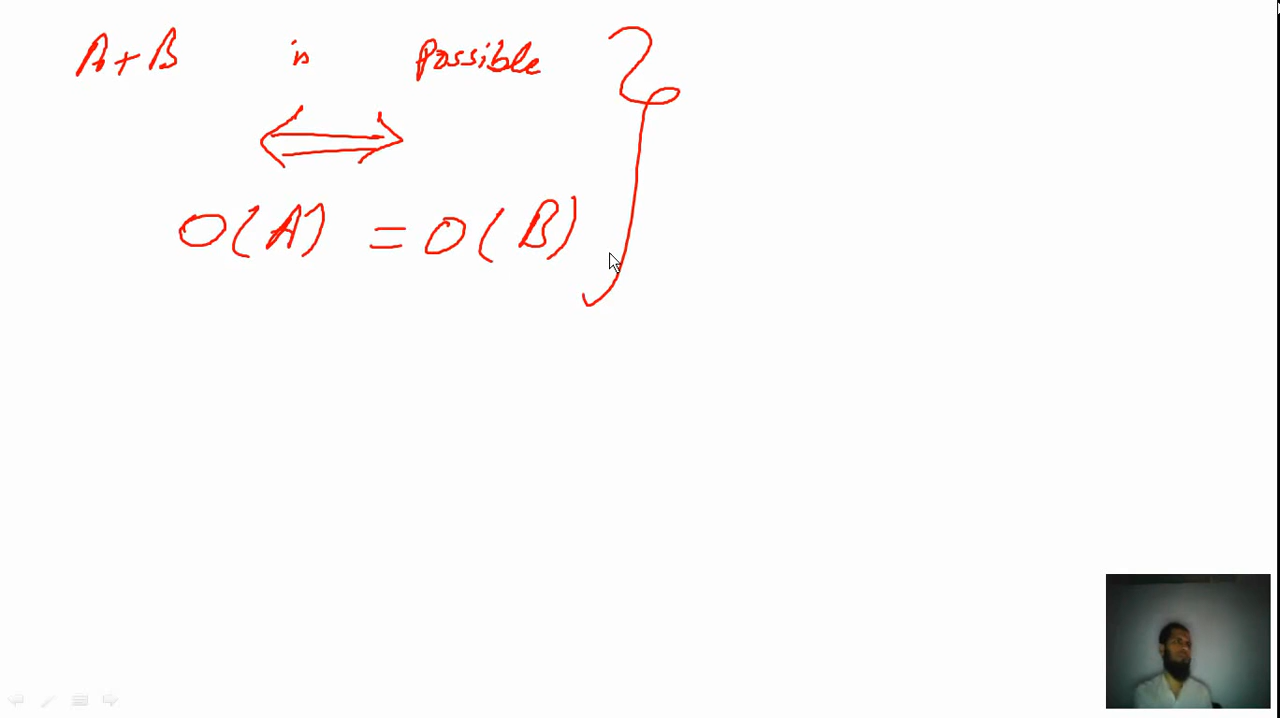 A+B is possible
⟺
O(A) = O(B)